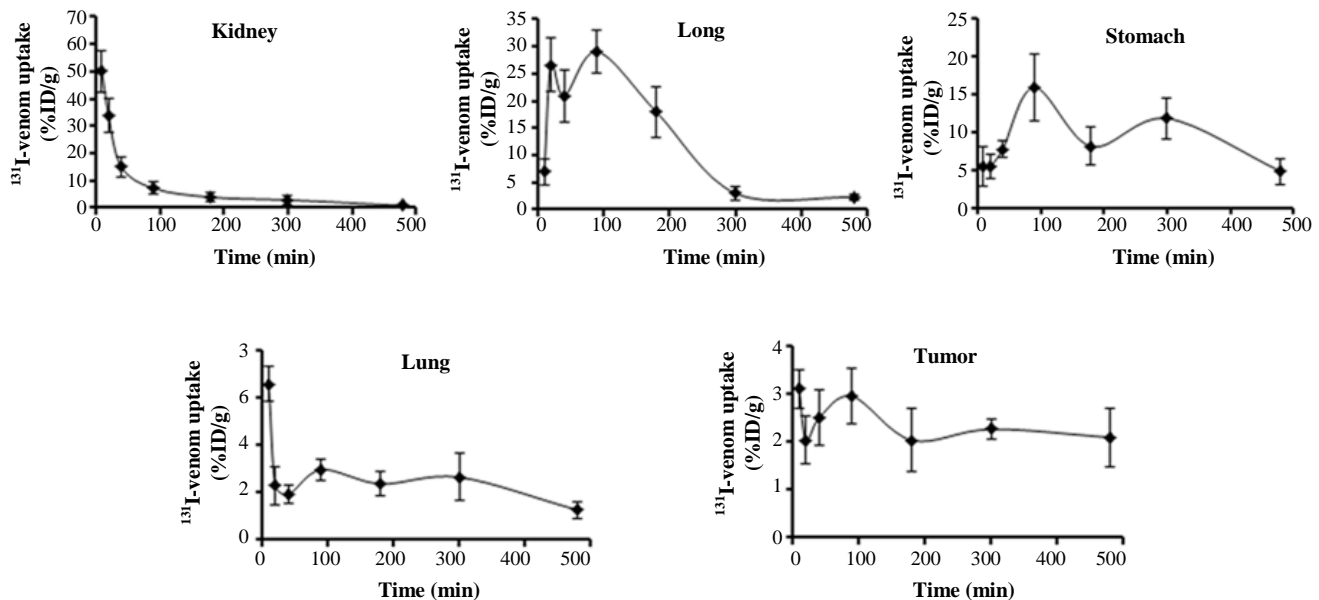 Kidney
¹³¹I-venom uptake
(%ID/g)
70
60
50
40
30
20
10
0
0 100 200 300 400 500
Time (min)
Long
¹³¹I-venom uptake
(%ID/g)
35
30
25
20
15
10
5
0
0 100 200 300 400 500
Time (min)
Stomach
¹³¹I-venom uptake
(%ID/g)
25
20
15
10
5
0
0 100 200 300 400 500
Time (min)
Lung
¹³¹I-venom uptake
(%ID/g)
3
6
4
2
0
0 100 200 300 400 500
Time (min)
Tumor
¹³¹I-venom uptake
(%ID/g)
4
3
2
1
0
0 100 200 300 400 500
Time (min)